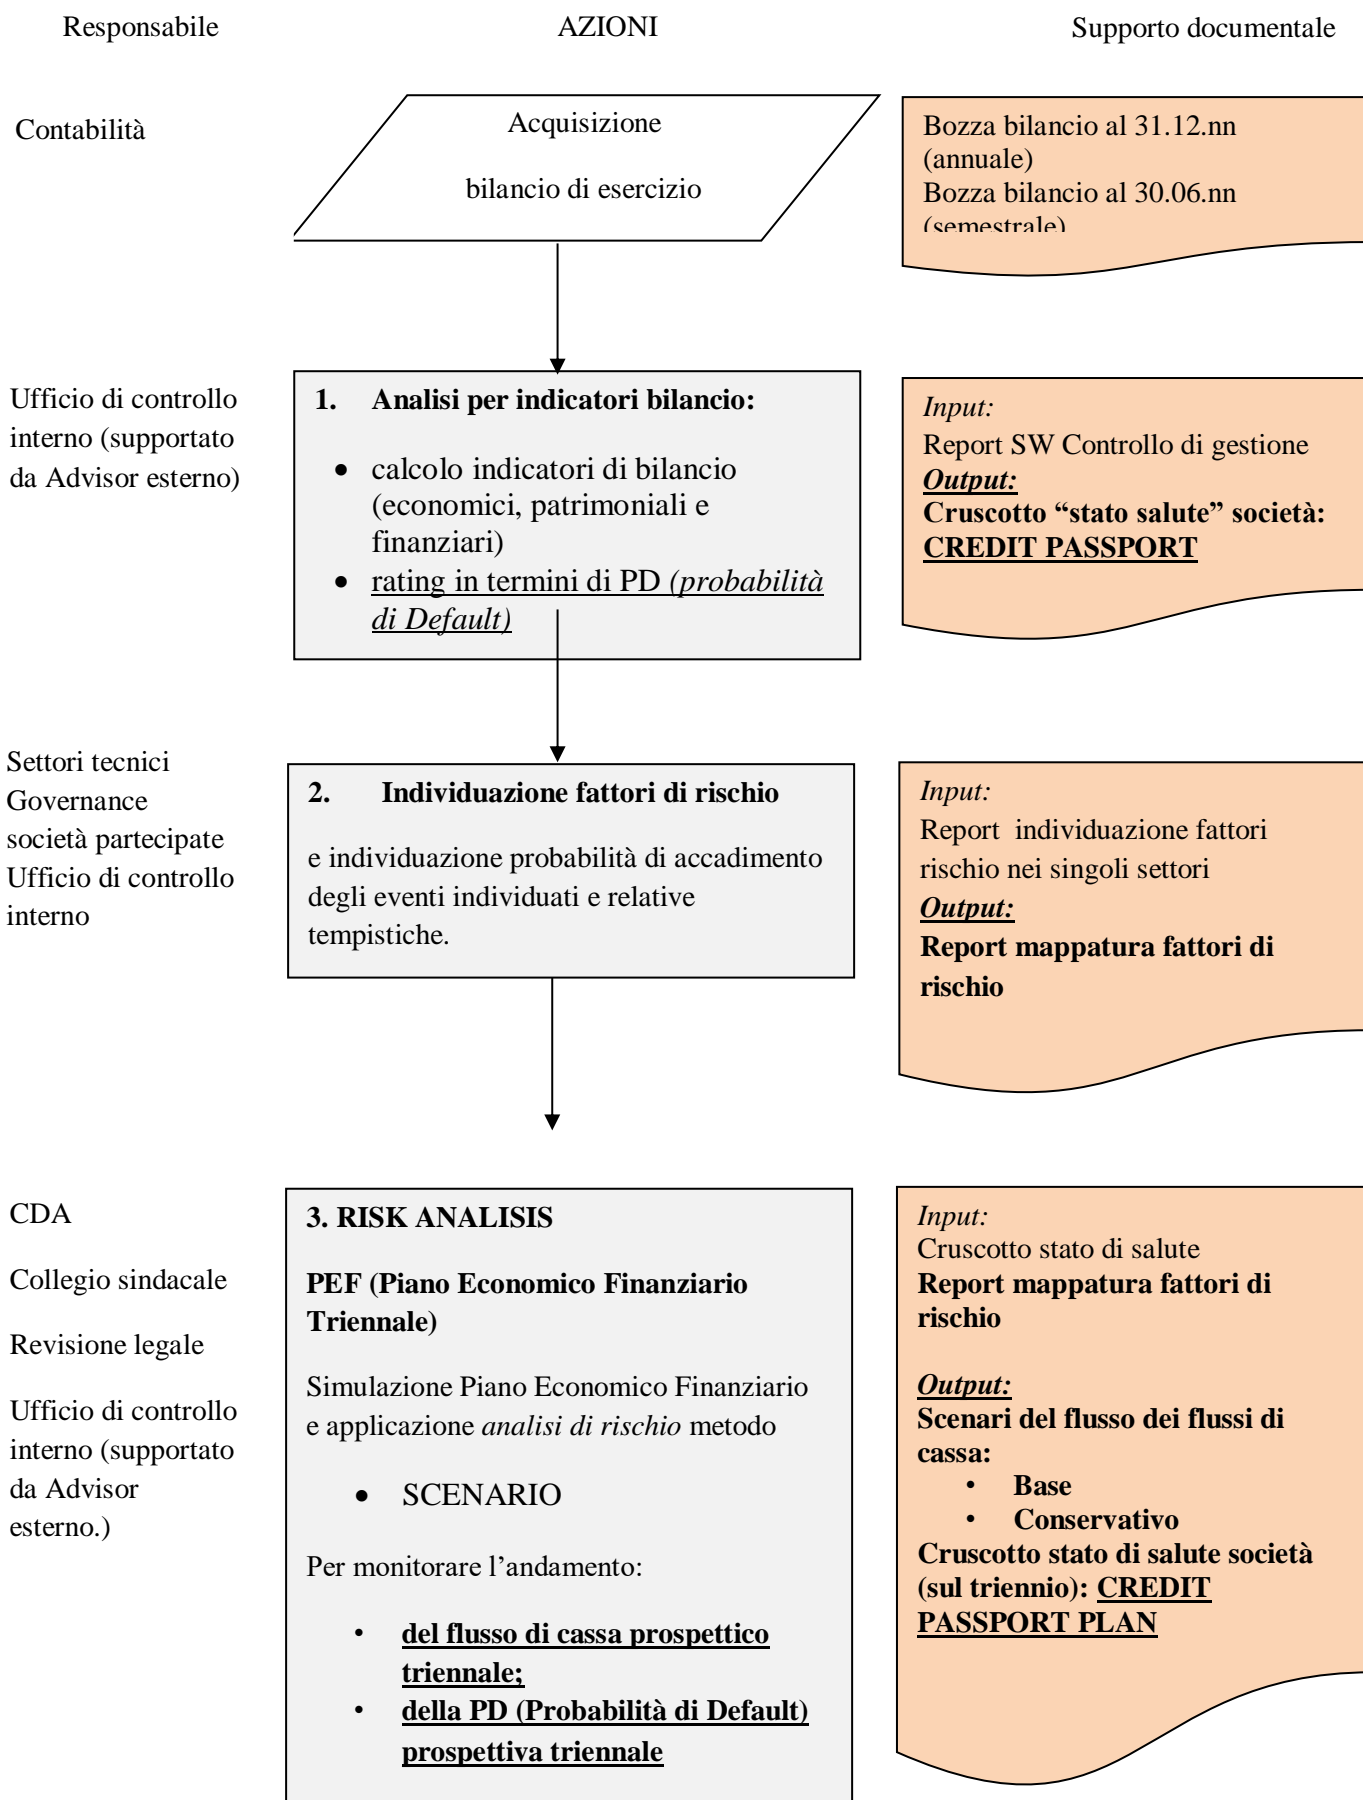 Responsabile
AZIONI
Supporto documentale
Contabilità
Acquisizione
bilancio di esercizio
Bozza bilancio al 31.12.nn
(annuale)
Bozza bilancio al 30.06.nn
(semestrale)
Ufficio di controllo
interno (supportato
da Advisor esterno)
1. Analisi per indicatori bilancio:
• calcolo indicatori di bilancio
(economici, patrimoniali e
finanziari)
• rating in termini di PD (probabilità
di Default)
Input:
Report SW Controllo di gestione
Output:
Cruscotto “stato salute” società:
CREDIT PASSPORT
Settori tecnici
Governance
società partecipate
Ufficio di controllo
interno
2. Individuazione fattori di rischio
e individuazione probabilità di accadimento
degli eventi individuati e relative
tempistiche.
Input:
Report individuazione fattori
rischio nei singoli settori
Output:
Report mappatura fattori di
rischio
CDA
Collegio sindacale
Revisione legale
Ufficio di controllo
interno (supportato
da Advisor
esterno.)
3. RISK ANALISIS
PEF (Piano Economico Finanziario
Triennale)
Simulazione Piano Economico Finanziario
e applicazione analisi di rischio metodo
• SCENARIO
Per monitorare l’andamento:
• del flusso di cassa prospettico
triennale;
• della PD (Probabilità di Default)
prospettiva triennale
Input:
Cruscotto stato di salute
Report mappatura fattori di
rischio
Output:
Scenari del flusso dei flussi di
cassa:
• Base
• Conservativo
Cruscotto stato di salute società
(sul triennio): CREDIT
PASSPORT PLAN